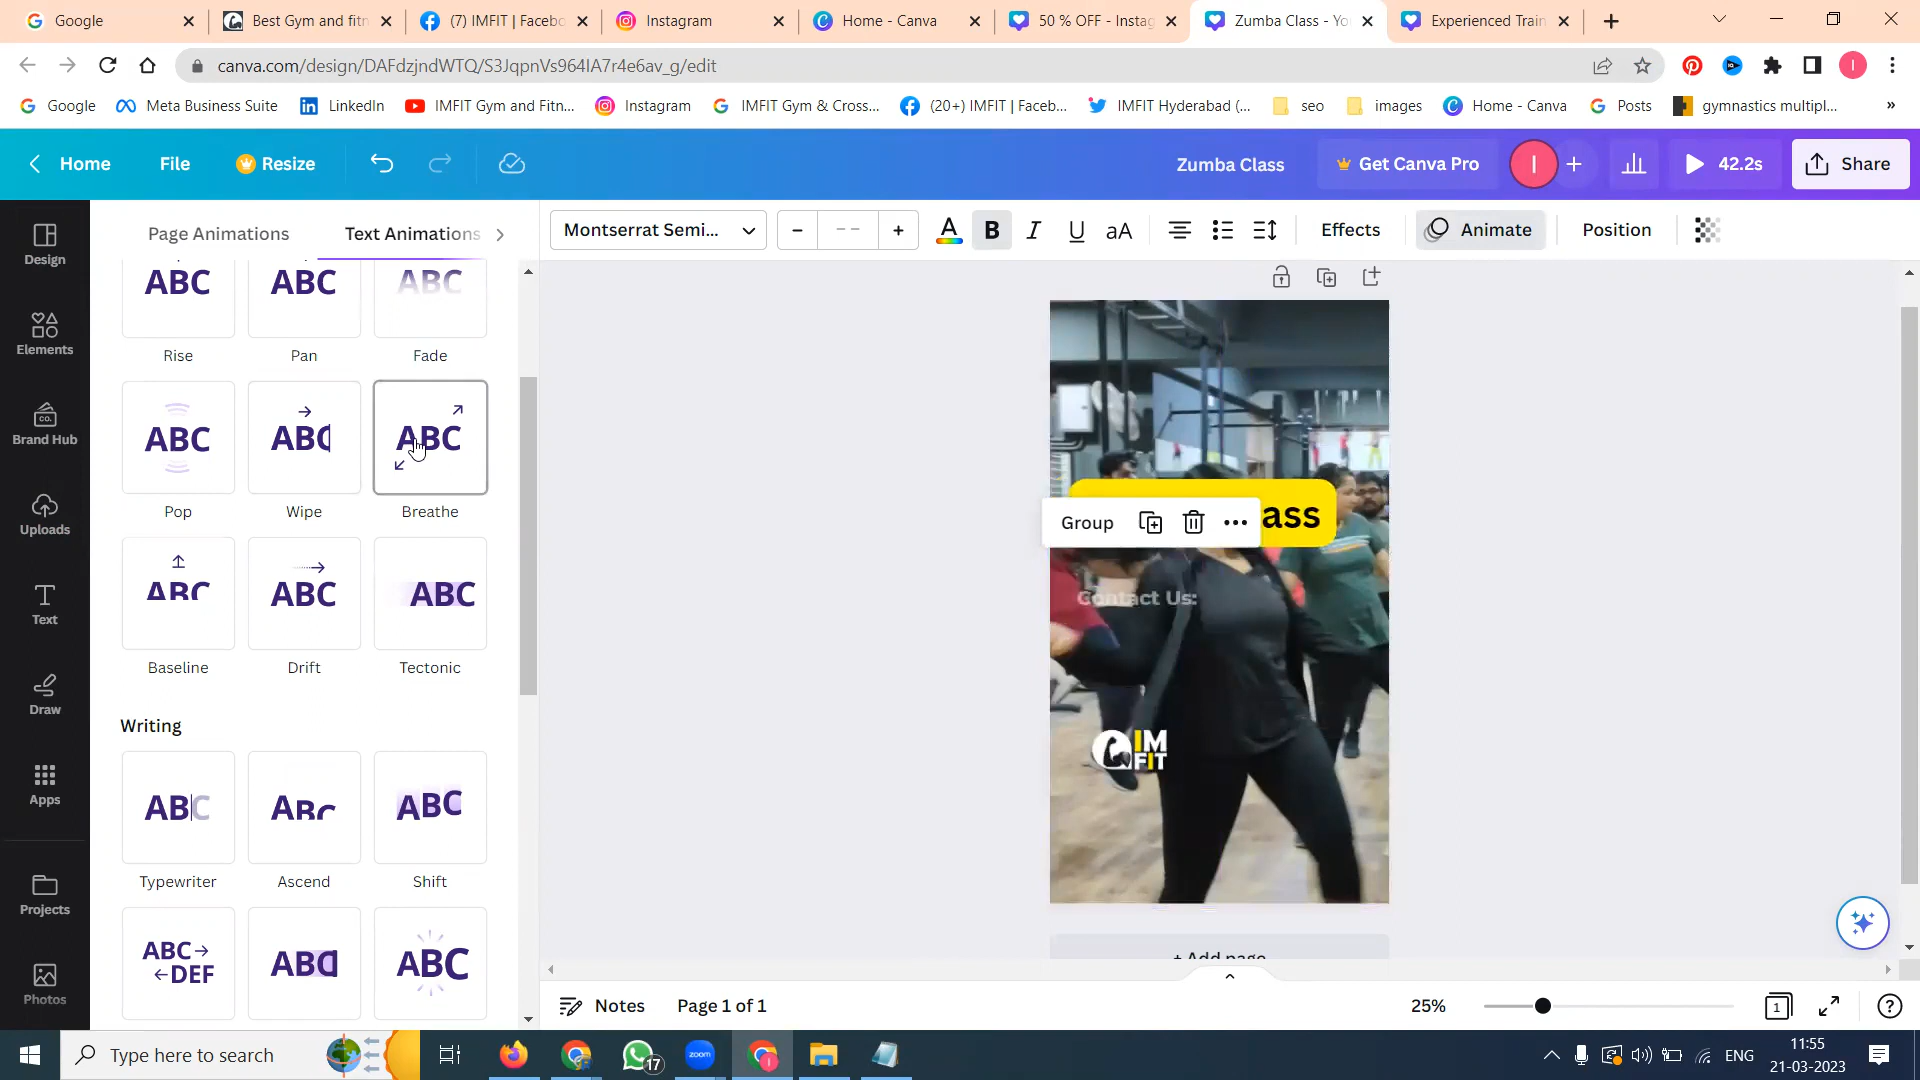 Google
Best Gym and fitn
(7) IMFIT | Facebo
Instagram
Home - Canva
50 % OFF - Instag
Zumba Class - Yo
Experienced Train
canva.com/design/DAFdzjndWTQ/S3JqpnVs964IA7r4e6av_g/edit
Google
Meta Business Suite
LinkedIn
IMFIT Gym and Fitn...
Instagram
IMFIT Gym & Cross...
(20+) IMFIT | Faceb...
IMFIT Hyderabad (...
seo
images
Home - Canva
Posts
gymnastics multipl...
Home
File
Resize
Zumba Class
Get Canva Pro
I
42.2s
Share
Design
Elements
Brand Hub
Uploads
Text
Draw
Apps
Projects
Photos
Page Animations
Text Animations
ABC
ABC
ABC
Rise
Pan
Fade
ABC
ABC
ABC
Pop
Wipe
Breathe
ABC
ABC
ABC
Baseline
Drift
Tectonic
Writing
ABC
ABC
ABC
Typewriter
Ascend
Shift
ABC
DEF
ABC
ABC
Montserrat Semi...
- -
A
B
I
U
aA
Effects
Animate
Position
Group
ass
Contact Us:
IM
FIT
+ Add page
Notes
Page 1 of 1
25%
1
Type here to search
17
zoom
ENG
11:55
21-03-2023